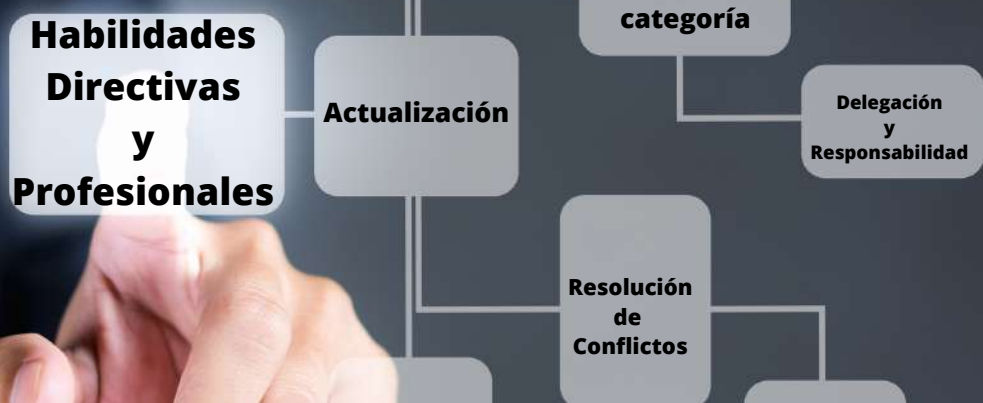 Habilidades
Directivas
y
Profesionales
Actualización
categoría
Delegación
y
Responsabilidad
Resolución
de
Conflictos